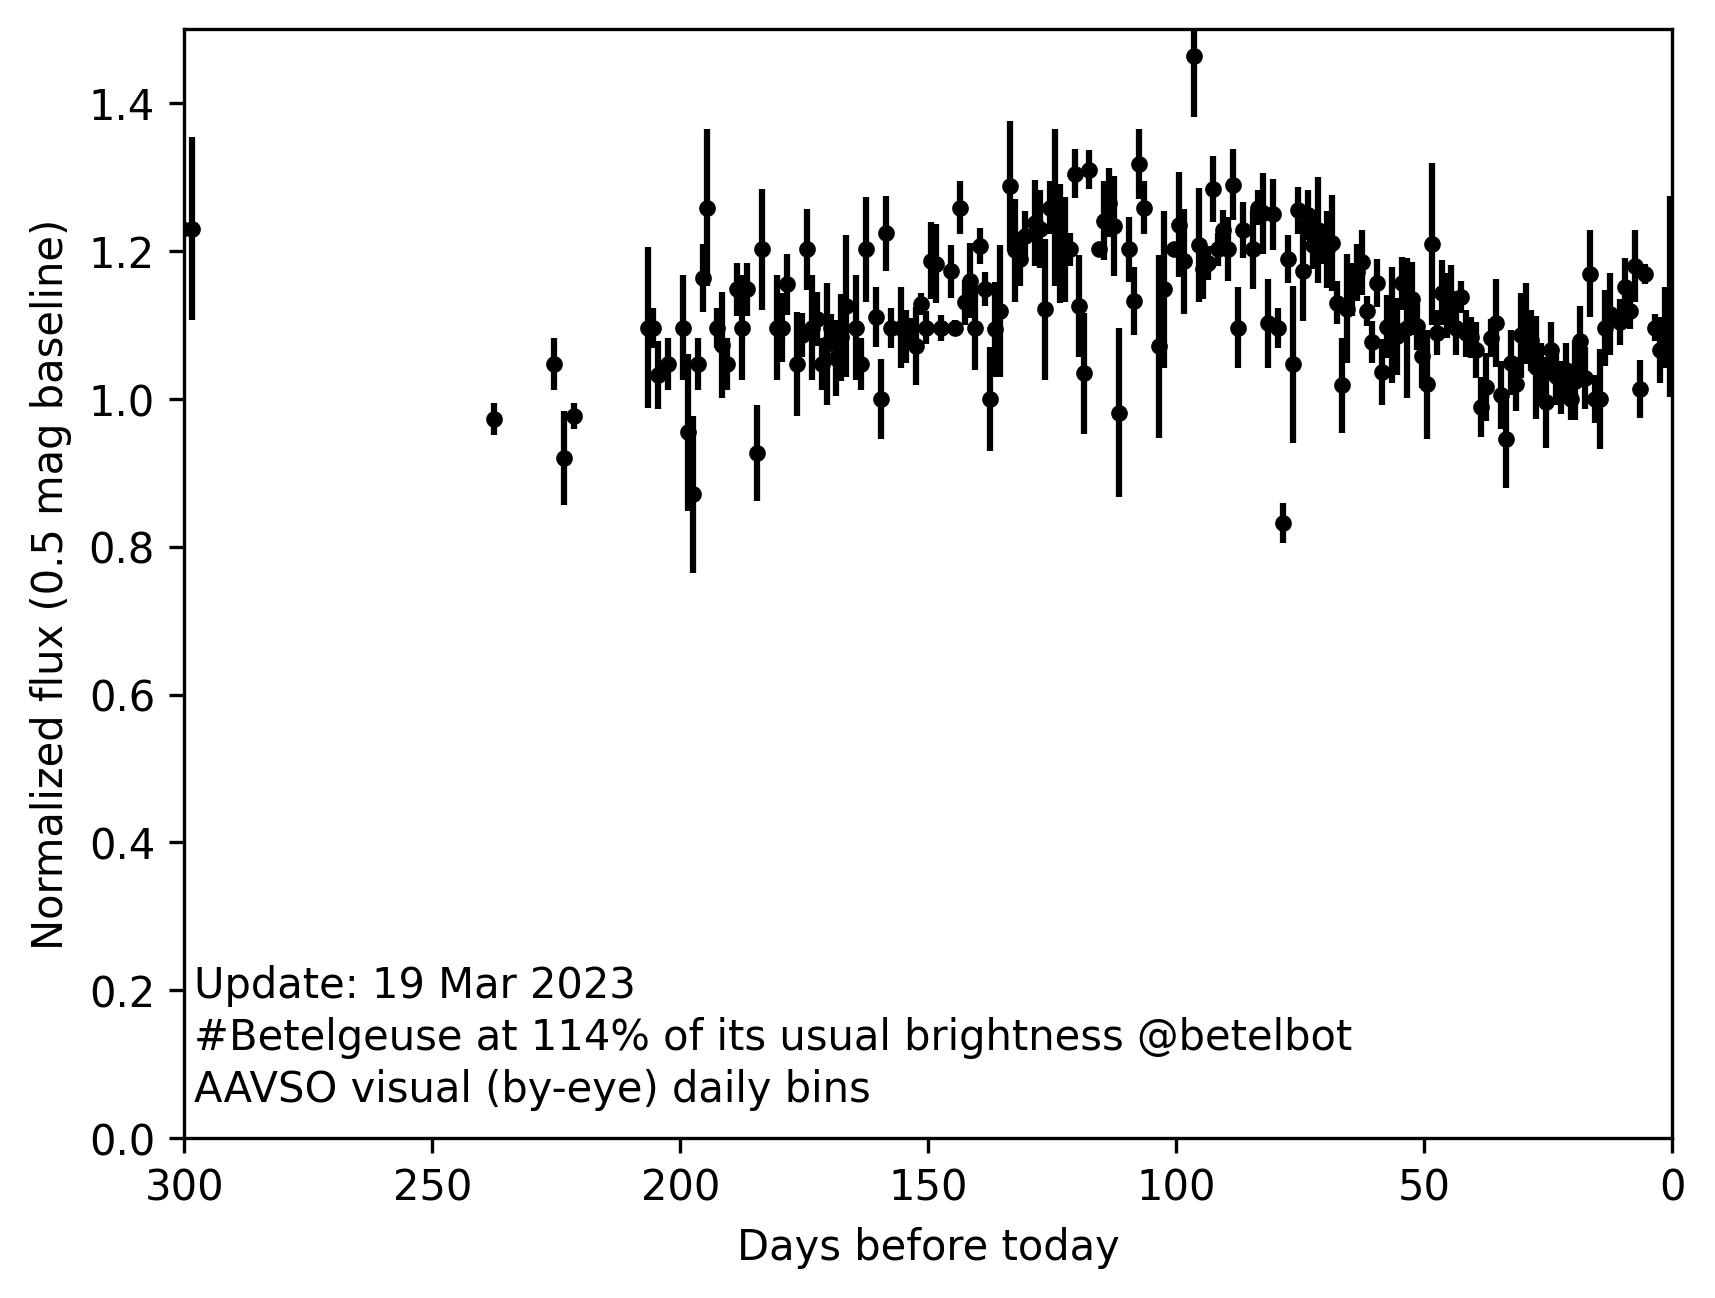 1.4
1.2
1.0
0.8
0.6
0.4
0.2
0.0
Normalized flux (0.5 mag baseline)
Update: 19 Mar 2023
#Betelgeuse at 114% of its usual brightness @betelbot
AAVSO visual (by-eye) daily bins
300 250 200 150 100 50 0
Days before today